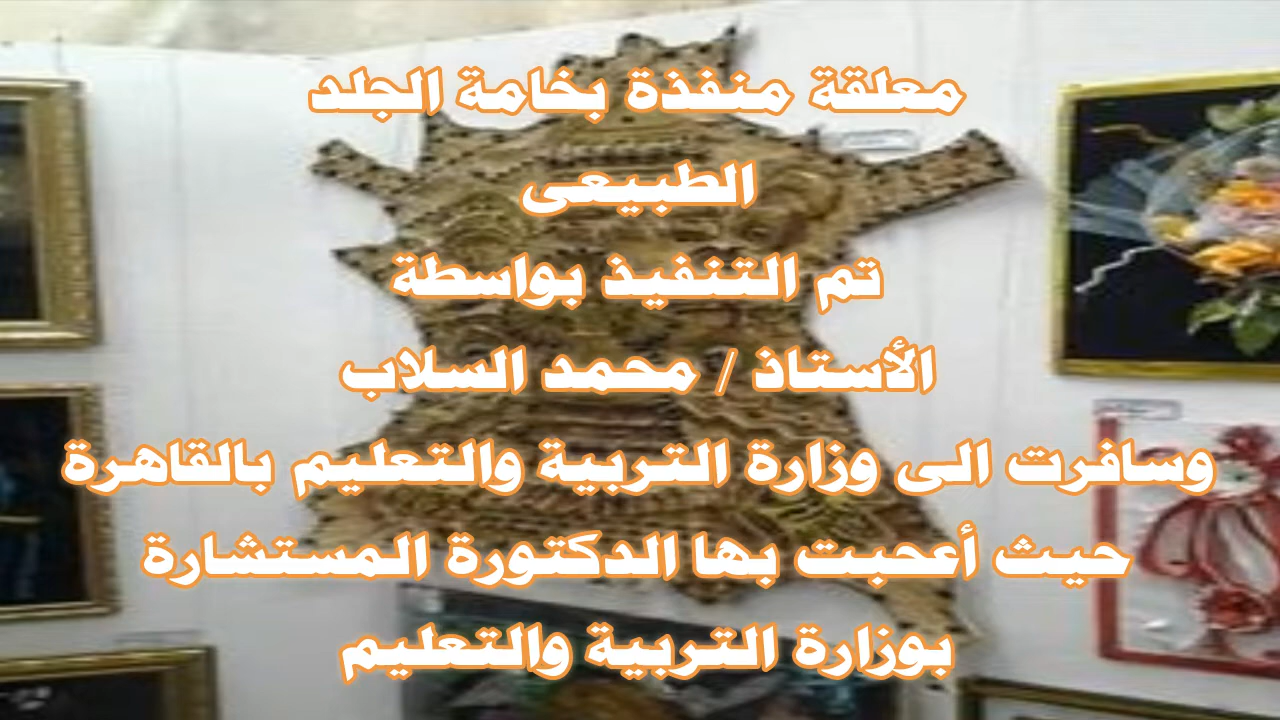 معلقة منفذة بخامة الجلد
الطبيعى
تم التنفيذ بواسطة
الأستاذ / محمد السلاب
وسافرت الى وزارة التربية والتعليم بالقاهرة
حيث أعحبت بها الدكتورة المستشارة
بوزارة التربية والتعليم